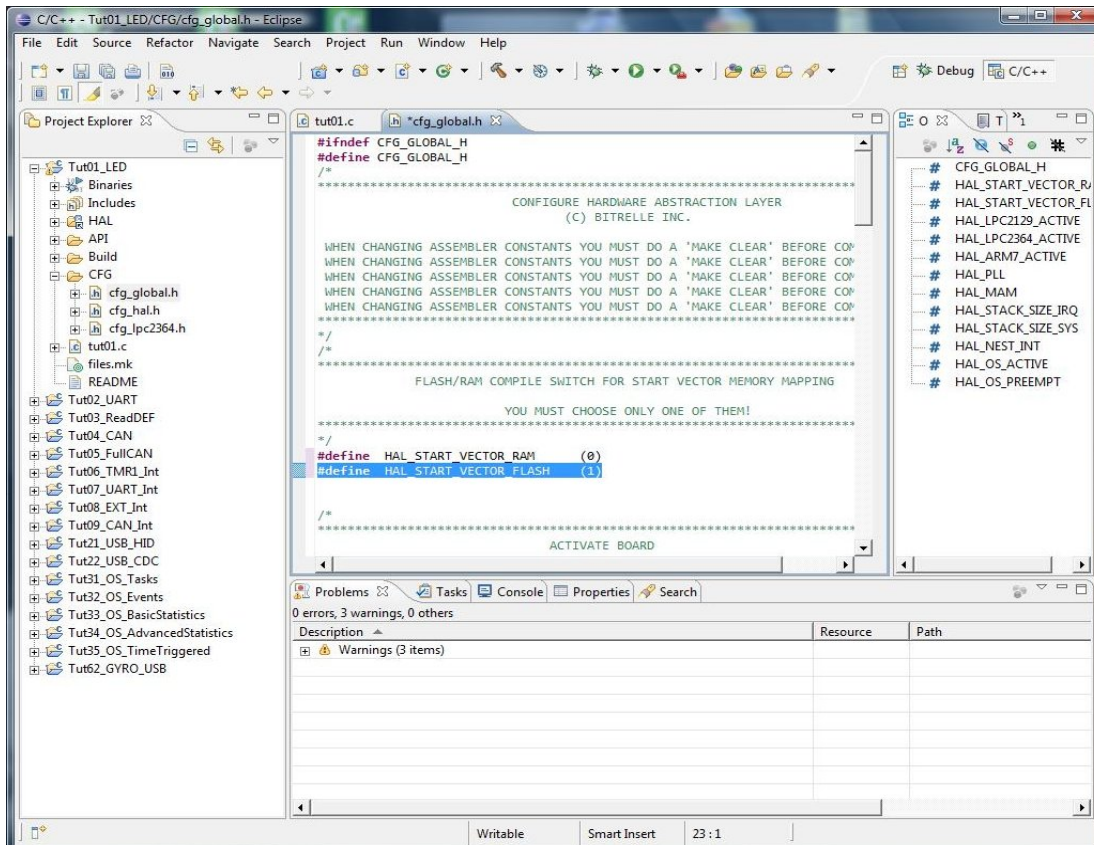 C/C++ - Tut01_LED/CFG/cfg_global.h - Eclipse
File Edit Source Refactor Navigate Search Project Run Window Help
Debug C/C++
Project Explorer
Tut01_LED
Binaries
Includes
HAL
API
Build
CFG
cfg_global.h
cfg_hal.h
cfg_lpc2364.h
tut01.c
files.mk
README
Tut02_UART
Tut03_ReadDEF
Tut04_CAN
Tut05_FullCAN
Tut06_TMR1_Int
Tut07_UART_Int
Tut08_EXT_Int
Tut09_CAN_Int
Tut21_USB_HID
Tut22_USB_CDC
Tut31_OS_Tasks
Tut32_OS_Events
Tut33_OS_BasicStatistics
Tut34_OS_AdvancedStatistics
Tut35_OS_TimeTriggered
Tut62_GYRO_USB
tut01.c *cfg_global.h
#ifndef CFG_GLOBAL_H
#define CFG_GLOBAL_H
/*
************************************************************************
CONFIGURE HARDWARE ABSTRACTION LAYER
(C) BITRELLE INC.
WHEN CHANGING ASSEMBLER CONSTANTS YOU MUST DO A 'MAKE CLEAR' BEFORE COM
WHEN CHANGING ASSEMBLER CONSTANTS YOU MUST DO A 'MAKE CLEAR' BEFORE COM
WHEN CHANGING ASSEMBLER CONSTANTS YOU MUST DO A 'MAKE CLEAR' BEFORE COM
WHEN CHANGING ASSEMBLER CONSTANTS YOU MUST DO A 'MAKE CLEAR' BEFORE COM
WHEN CHANGING ASSEMBLER CONSTANTS YOU MUST DO A 'MAKE CLEAR' BEFORE COM
************************************************************************
*/
/*
************************************************************************
FLASH/RAM COMPILE SWITCH FOR START VECTOR MEMORY MAPPING
YOU MUST CHOOSE ONLY ONE OF THEM!
************************************************************************
*/
#define HAL_START_VECTOR_RAM (0)
#define HAL_START_VECTOR_FLASH (1)
/*
************************************************************************
ACTIVATE BOARD
O T »1
CFG_GLOBAL_H
HAL_START_VECTOR_RA
HAL_START_VECTOR_FL
HAL_LPC2129_ACTIVE
HAL_LPC2364_ACTIVE
HAL_ARM7_ACTIVE
HAL_PLL
HAL_MAM
HAL_STACK_SIZE_IRQ
HAL_STACK_SIZE_SYS
HAL_NEST_INT
HAL_OS_ACTIVE
HAL_OS_PREEMPT
Problems Tasks Console Properties Search
0 errors, 3 warnings, 0 others
Description Resource Path
Warnings (3 items)
Writable Smart Insert 23 : 1